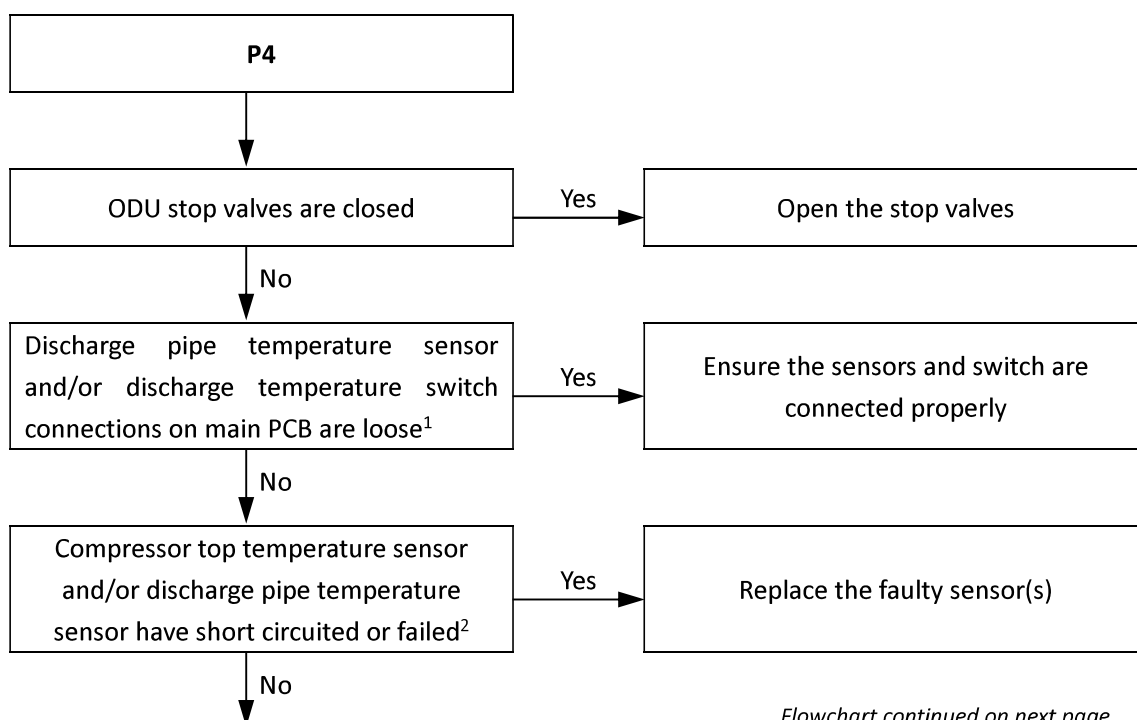 P4
ODU stop valves are closed
Yes
Open the stop valves
No
Discharge pipe temperature sensor
and/or discharge temperature switch
connections on main PCB are loose¹
Yes
Ensure the sensors and switch are
connected properly
No
Compressor top temperature sensor
and/or discharge pipe temperature
sensor have short circuited or failed²
Yes
Replace the faulty sensor(s)
No
Flowchart continued on next page